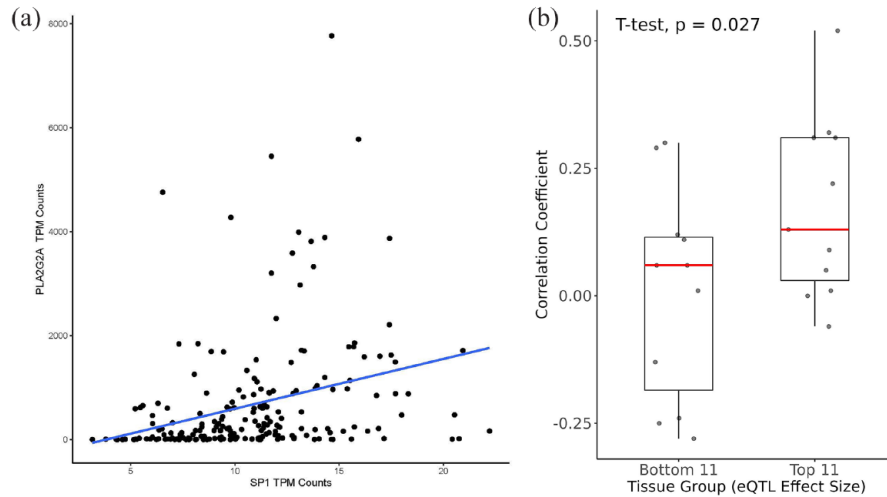 (a)
8000
6000
4000
2000
0
PLA2G2A TPM Counts
5
10
15
20
SP1 TPM Counts
(b)
T-test, p = 0.027
0.50
0.25
0.00
-0.25
Correlation Coefficient
Bottom 11
Top 11
Tissue Group (eQTL Effect Size)